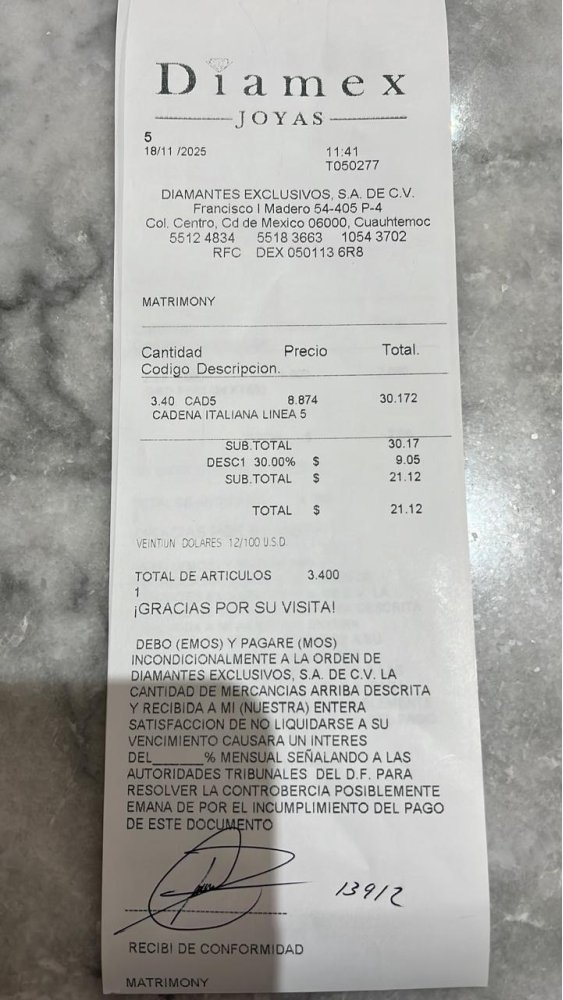 Diamex
JOYAS
5
18/11 /2025 11:41
T050277
DIAMANTES EXCLUSIVOS, S.A. DE C.V.
Francisco I Madero 54-405 P-4
Col. Centro, Cd de Mexico 06000, Cuauhtemoc
5512 4834 5518 3663 1054 3702
RFC DEX 050113 6R8
MATRIMONY
Cantidad Precio Total.
Codigo Descripcion.
3.40 CAD5 8.874 30.172
CADENA ITALIANA LINEA 5
SUB.TOTAL 30.17
DESC1 30.00% $ 9.05
SUB.TOTAL $ 21.12
TOTAL $ 21.12
VEINTIUN DOLARES 12/100 U.S.D.
TOTAL DE ARTICULOS 3.400
1
¡GRACIAS POR SU VISITA!
DEBO (EMOS) Y PAGARE (MOS)
INCONDICIONALMENTE A LA ORDEN DE
DIAMANTES EXCLUSIVOS, S.A. DE C.V. LA
CANTIDAD DE MERCANCIAS ARRIBA DESCRITA
Y RECIBIDA A MI (NUESTRA) ENTERA
SATISFACCION DE NO LIQUIDARSE A SU
VENCIMIENTO CAUSARA UN INTERES
DEL______% MENSUAL SEÑALANDO A LAS
AUTORIDADES TRIBUNALES DEL D.F. PARA
RESOLVER LA CONTROBERCIA POSIBLEMENTE
EMANA DE POR EL INCUMPLIMIENTO DEL PAGO
DE ESTE DOCUMENTO
13912
RECIBI DE CONFORMIDAD
MATRIMONY